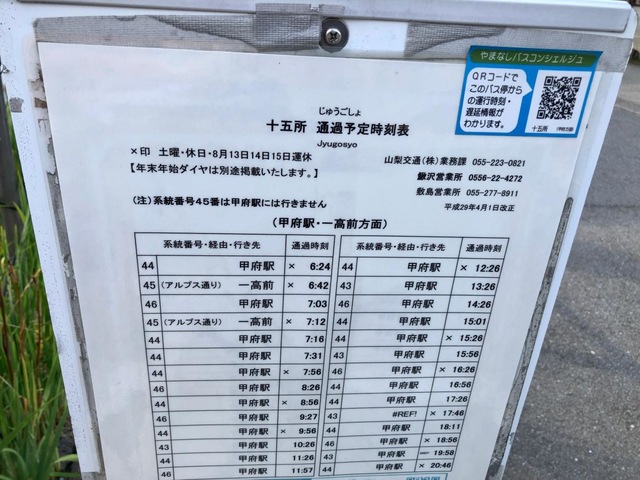 やまなしバスコンシェルジュ
QRコードで
このバス停から
の運行時刻・
遅延情報が
わかります。
十五所
じゅうごしょ
十五所 通過予定時刻表
Jyugosyo
×印 土曜・休日・8月13日14日15日運休
【年末年始ダイヤは別途掲載いたします。】
山梨交通(株)業務課 055-223-0821
鰍沢営業所 0556-22-4272
敷島営業所 055-277-8911
(注)系統番号45番は甲府駅には行きません
平成29年4月1日改正
(甲府駅・一高前方面)
系統番号・経由・行き先 通過時刻
44 甲府駅 × 6:24
45 (アルプス通り) 一高前 × 6:42
46 甲府駅 7:03
45 (アルプス通り) 一高前 × 7:12
44 甲府駅 7:16
44 甲府駅 7:31
44 甲府駅 × 7:56
46 甲府駅 8:26
44 甲府駅 × 8:56
46 甲府駅 9:27
44 甲府駅 × 9:56
43 甲府駅 10:26
44 甲府駅 11:26
46 甲府駅 11:57
系統番号・経由・行き先 通過時刻
44 甲府駅 × 12:26
43 甲府駅 13:26
46 甲府駅 14:26
44 甲府駅 15:01
44 甲府駅 × 15:26
43 甲府駅 15:56
46 甲府駅 × 16:26
44 甲府駅 16:56
44 甲府駅 17:26
43 #REF! × 17:46
44 甲府駅 18:11
46 甲府駅 × 18:56
43 甲府駅 19:58
44 甲府駅 × 20:46